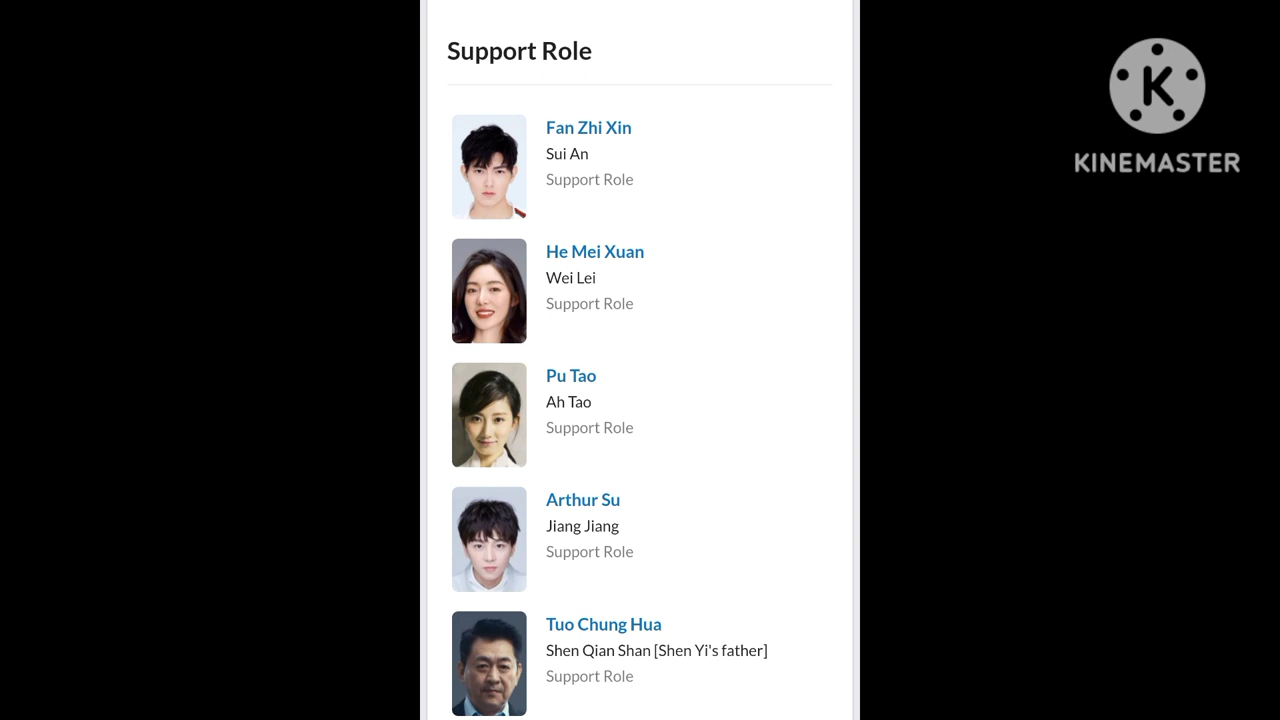 Support Role
Fan Zhi Xin
Sui An
Support Role
He Mei Xuan
Wei Lei
Support Role
Pu Tao
Ah Tao
Support Role
Arthur Su
Jiang Jiang
Support Role
Tuo Chung Hua
Shen Qian Shan [Shen Yi's father]
Support Role
K
KINEMASTER